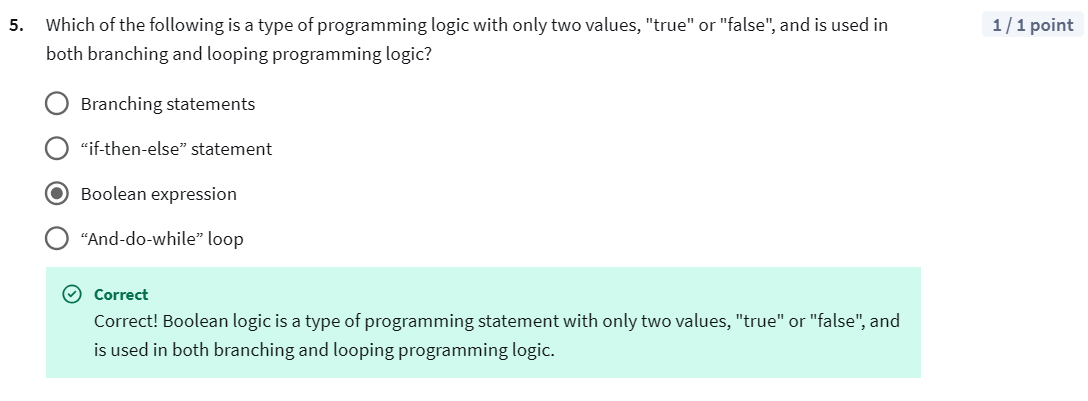 5. Which of the following is a type of programming logic with only two values, "true" or "false", and is used in 1 / 1 point
both branching and looping programming logic?
Branching statements
“if-then-else” statement
Boolean expression
“And-do-while” loop
Correct
Correct! Boolean logic is a type of programming statement with only two values, "true" or "false", and
is used in both branching and looping programming logic.